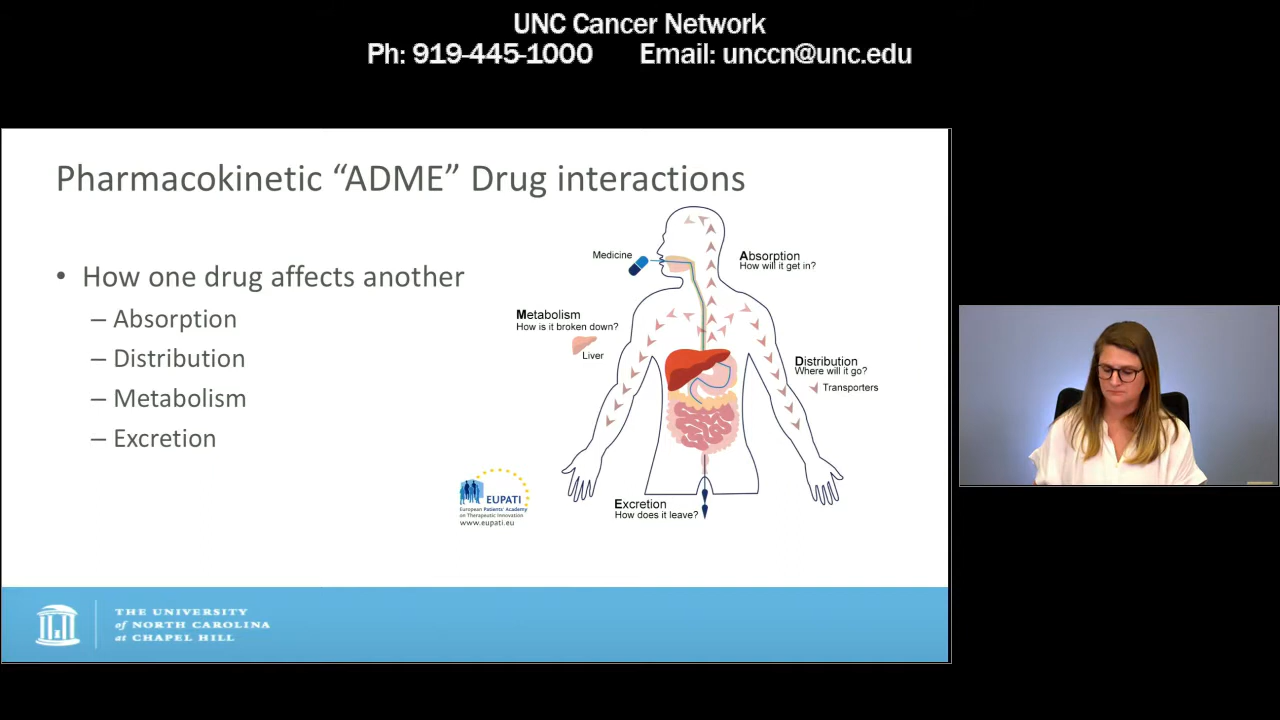 UNC Cancer Network
Ph: 919-445-1000 Email: unccn@unc.edu
Pharmacokinetic “ADME” Drug interactions
• How one drug affects another
– Absorption
– Distribution
– Metabolism
– Excretion
Medicine
Absorption
How will it get in?
Metabolism
How is it broken down?
Liver
Distribution
Where will it go?
Transporters
Excretion
How does it leave?
EUPATI
European Patients' Academy
on Therapeutic Innovation
www.eupati.eu
THE UNIVERSITY
of NORTH CAROLINA
at CHAPEL HILL